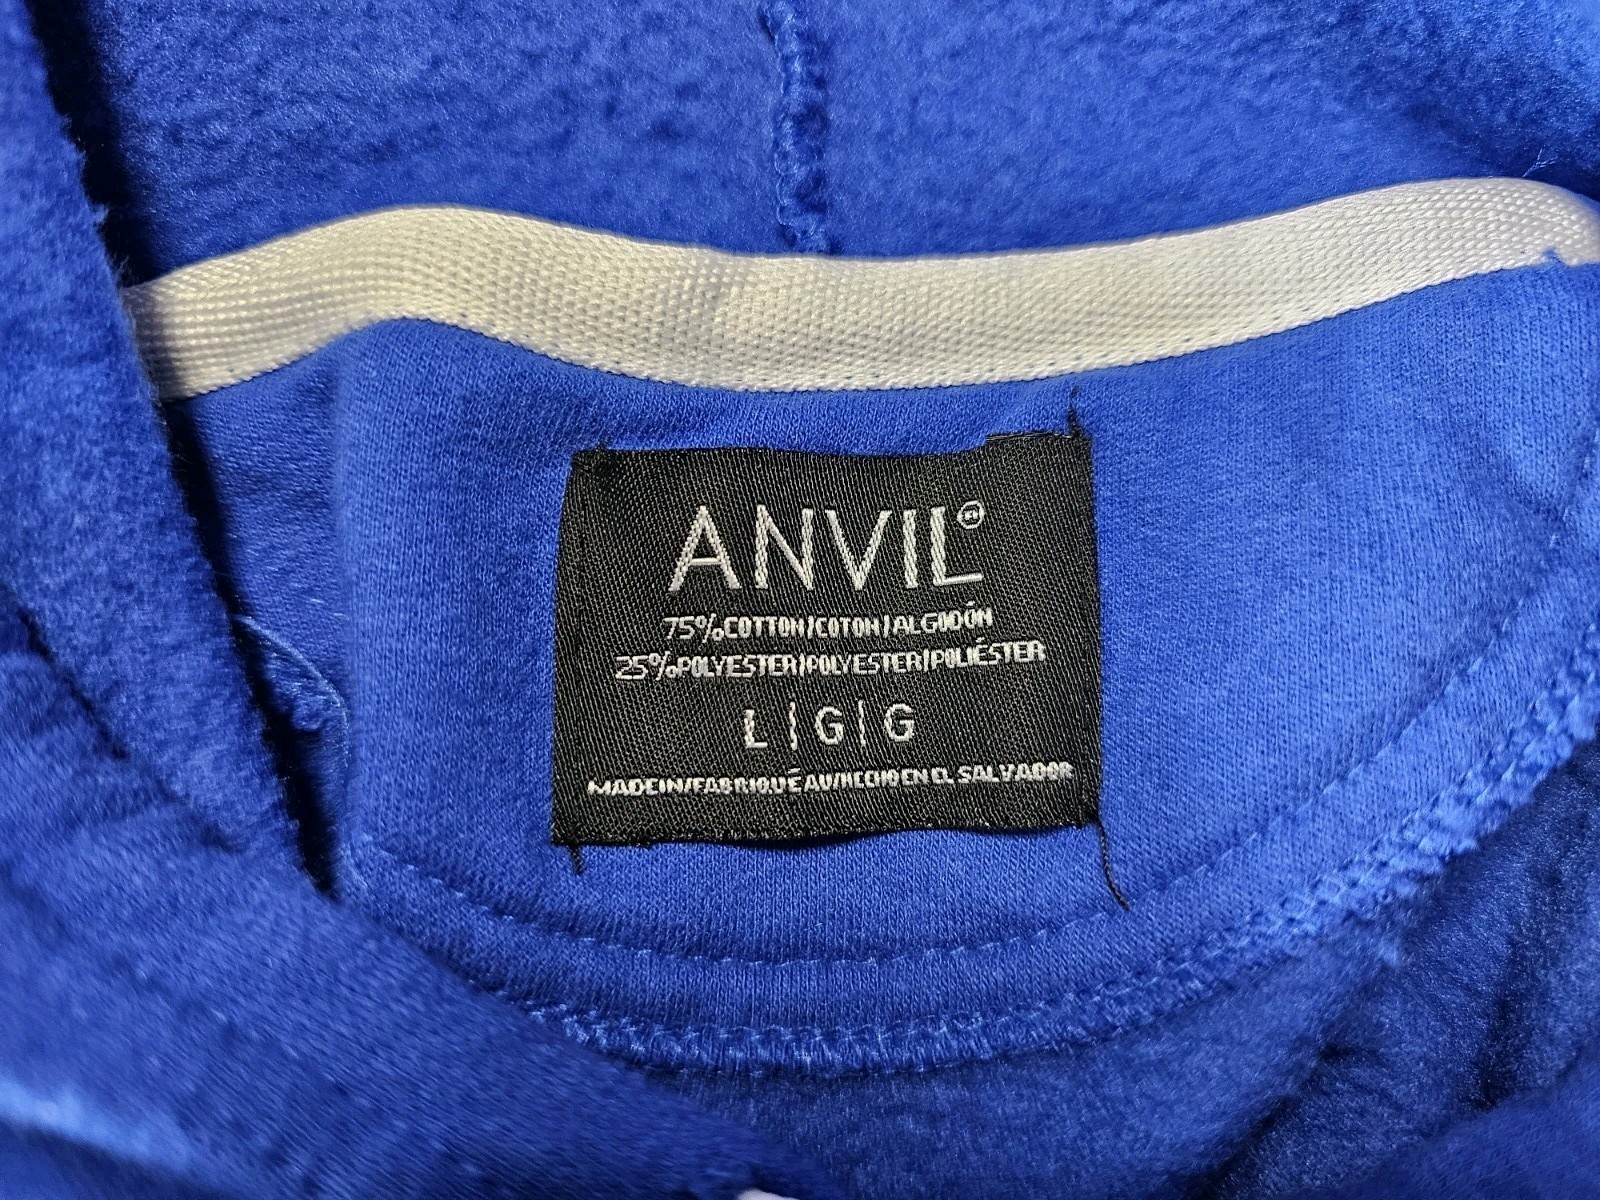 ANVIL®
75% COTTON/COTON/ALGODÓN
25% POLYESTER/POLYESTER/POLIÉSTER
L | G | G
MADE IN/FABRIQUÉ AU/HECHO EN EL SALVADOR